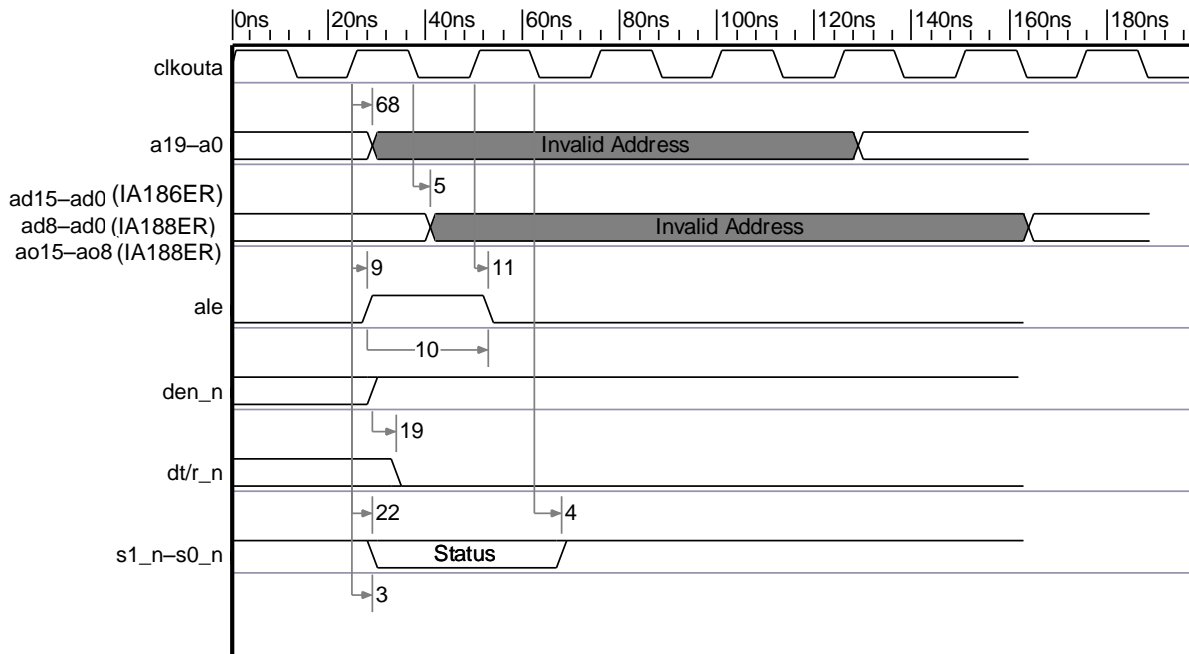 0ns 20ns 40ns 60ns 80ns 100ns 120ns 140ns 160ns 180ns
clkouta
68
a19–a0 Invalid Address
5
ad15–ad0 (IA186ER)
ad8–ad0 (IA188ER) Invalid Address
ao15–ao8 (IA188ER)
9 11
ale
10
den_n
19
dt/r_n
22 4
s1_n–s0_n Status
3